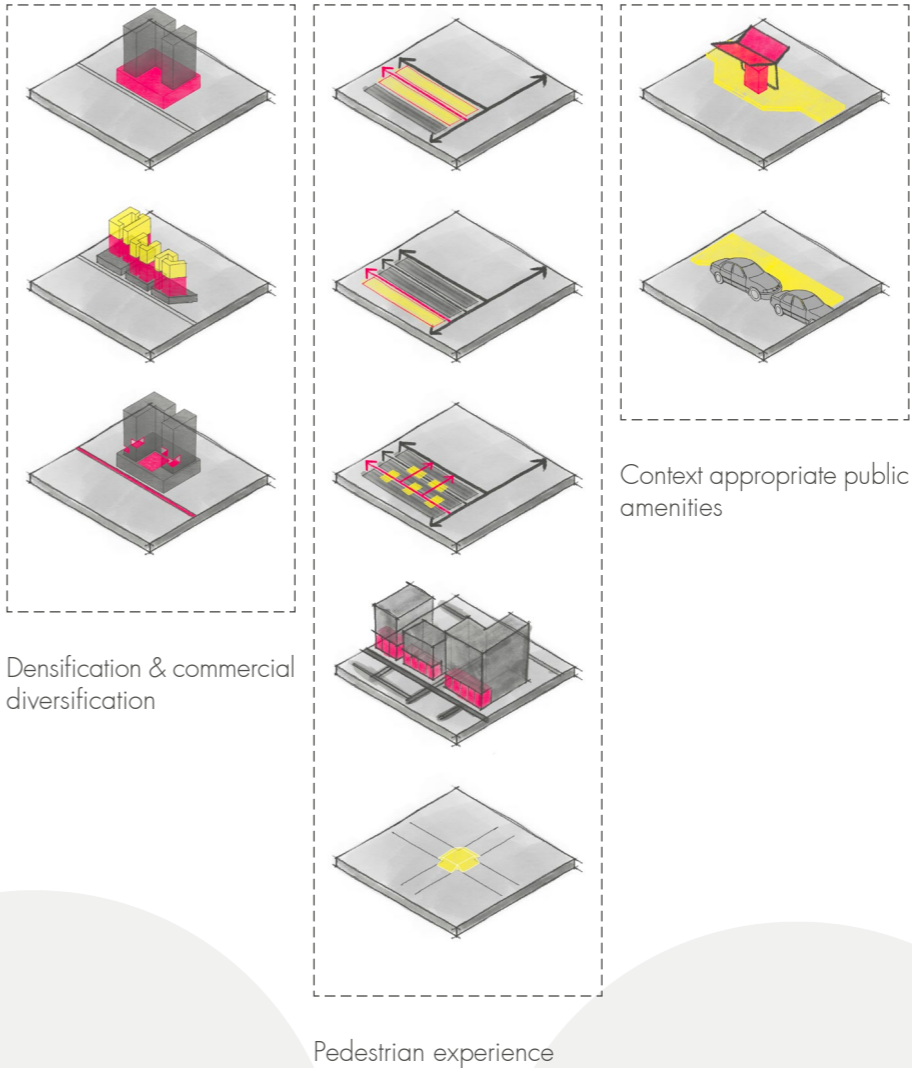 Context appropriate public
amenities
Densification & commercial
diversification
Pedestrian experience